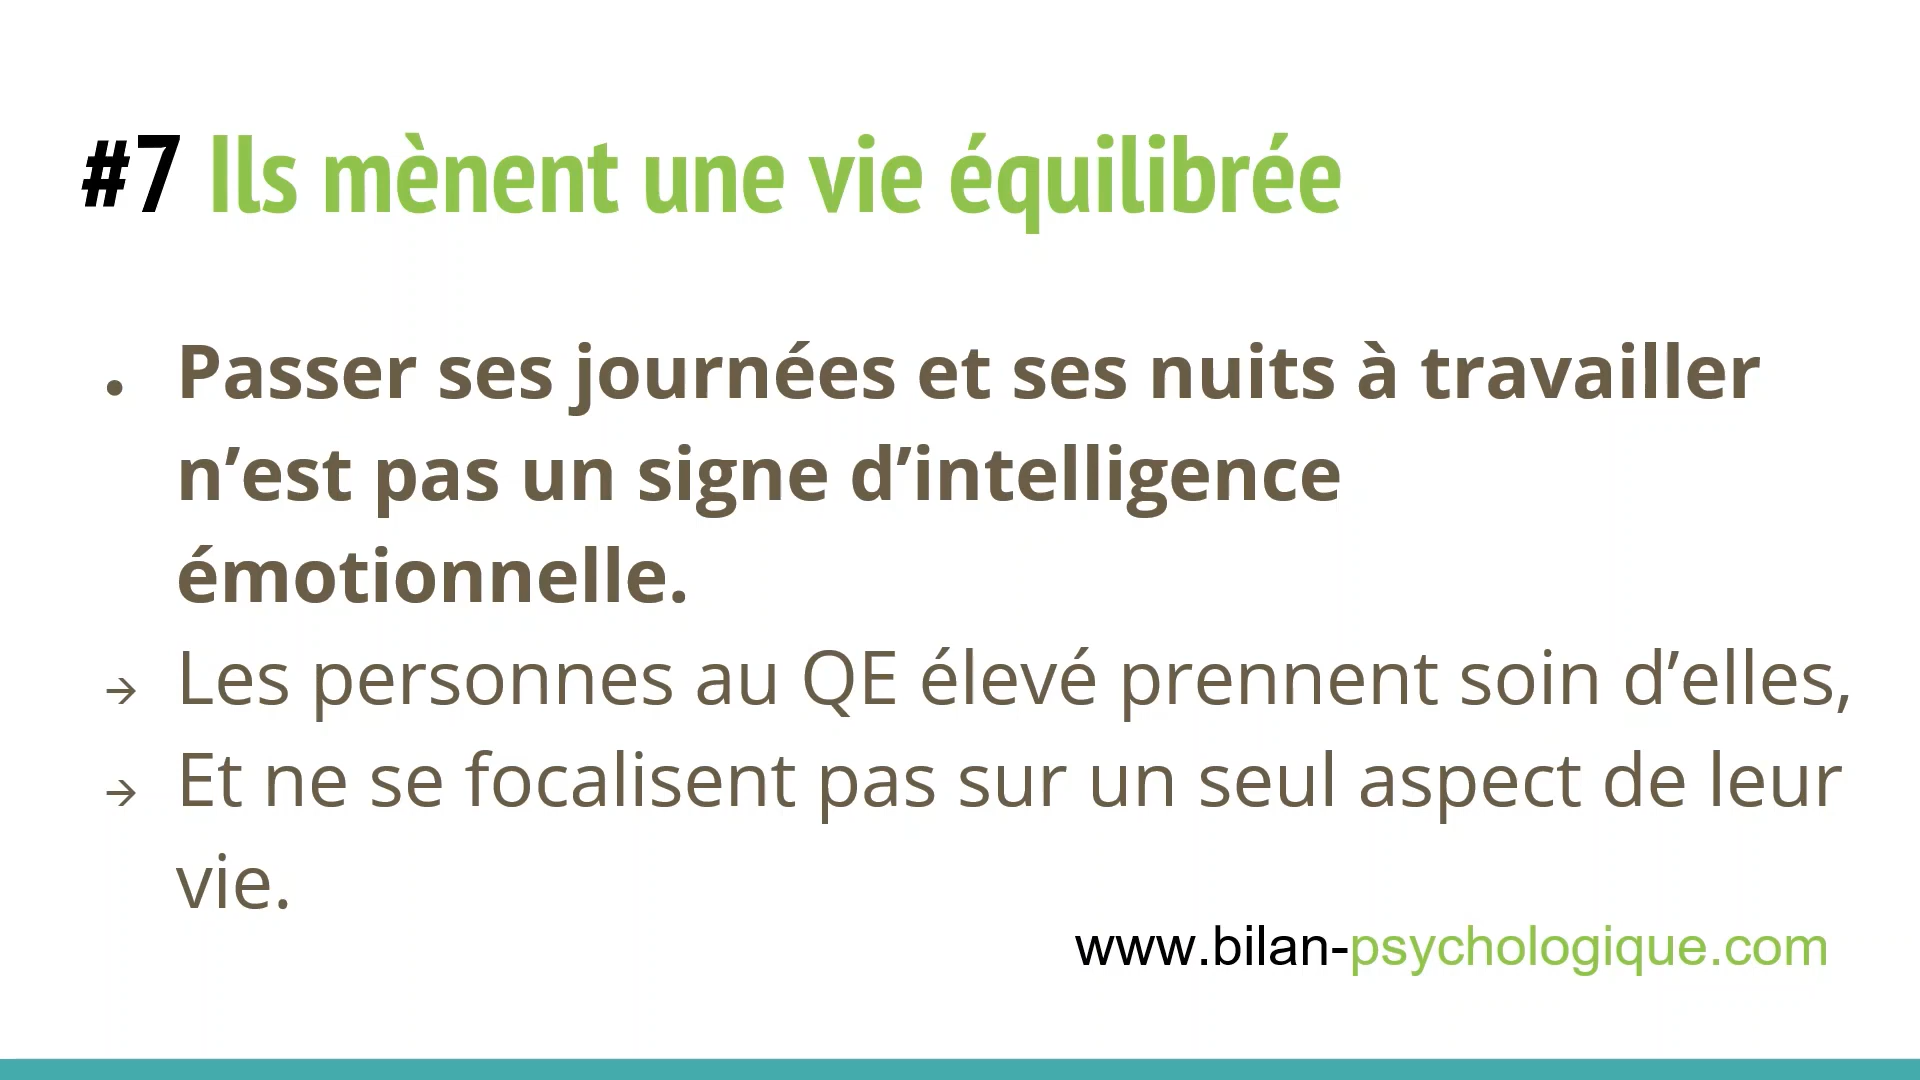 #7 Ils mènent une vie équilibrée
• Passer ses journées et ses nuits à travailler
n’est pas un signe d’intelligence
émotionnelle.
→ Les personnes au QE élevé prennent soin d’elles,
→ Et ne se focalisent pas sur un seul aspect de leur
vie.
www.bilan-psychologique.com